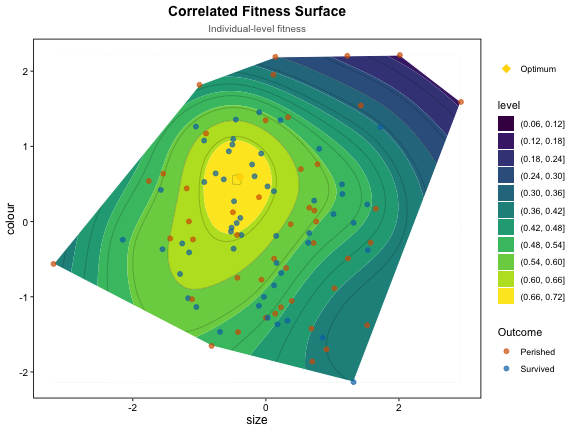 Correlated Fitness Surface
Individual-level fitness
colour
2
1
0
-1
-2
-2
0
2
size
Optimum
level
(0.06, 0.12]
(0.12, 0.18]
(0.18, 0.24]
(0.24, 0.30]
(0.30, 0.36]
(0.36, 0.42]
(0.42, 0.48]
(0.48, 0.54]
(0.54, 0.60]
(0.60, 0.66]
(0.66, 0.72]
Outcome
Perished
Survived